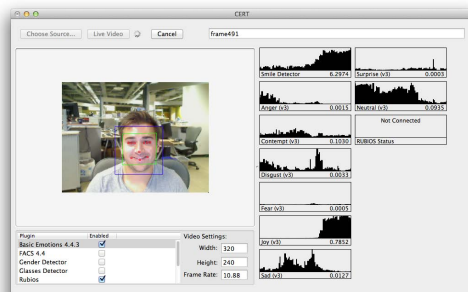 CERT
Choose Source...
Live Video
Cancel
frame491
Smile Detector 6.2974
Surprise (v3) 0.0003
Anger (v3) 0.0015
Neutral (v3) 0.0935
Contempt (v3) 0.1030
Not Connected
RUBIOS Status
Disgust (v3) 0.0033
Fear (v3) 0.0005
Joy (v3) 0.7852
Sad (v3) 0.0127
Plugin Enabled
Basic Emotions 4.4.3
FACS 4.4
Gender Detector
Glasses Detector
Rubios
Video Settings:
Width: 320
Height: 240
Frame Rate: 10.88